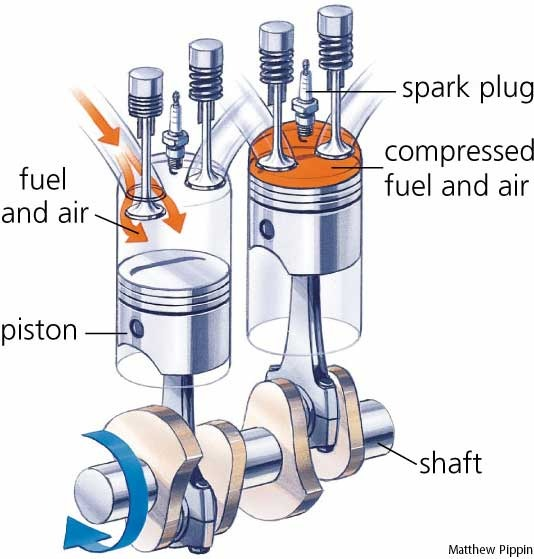 spark plug
compressed
fuel and air
fuel
and air
piston
shaft
Matthew Pippin